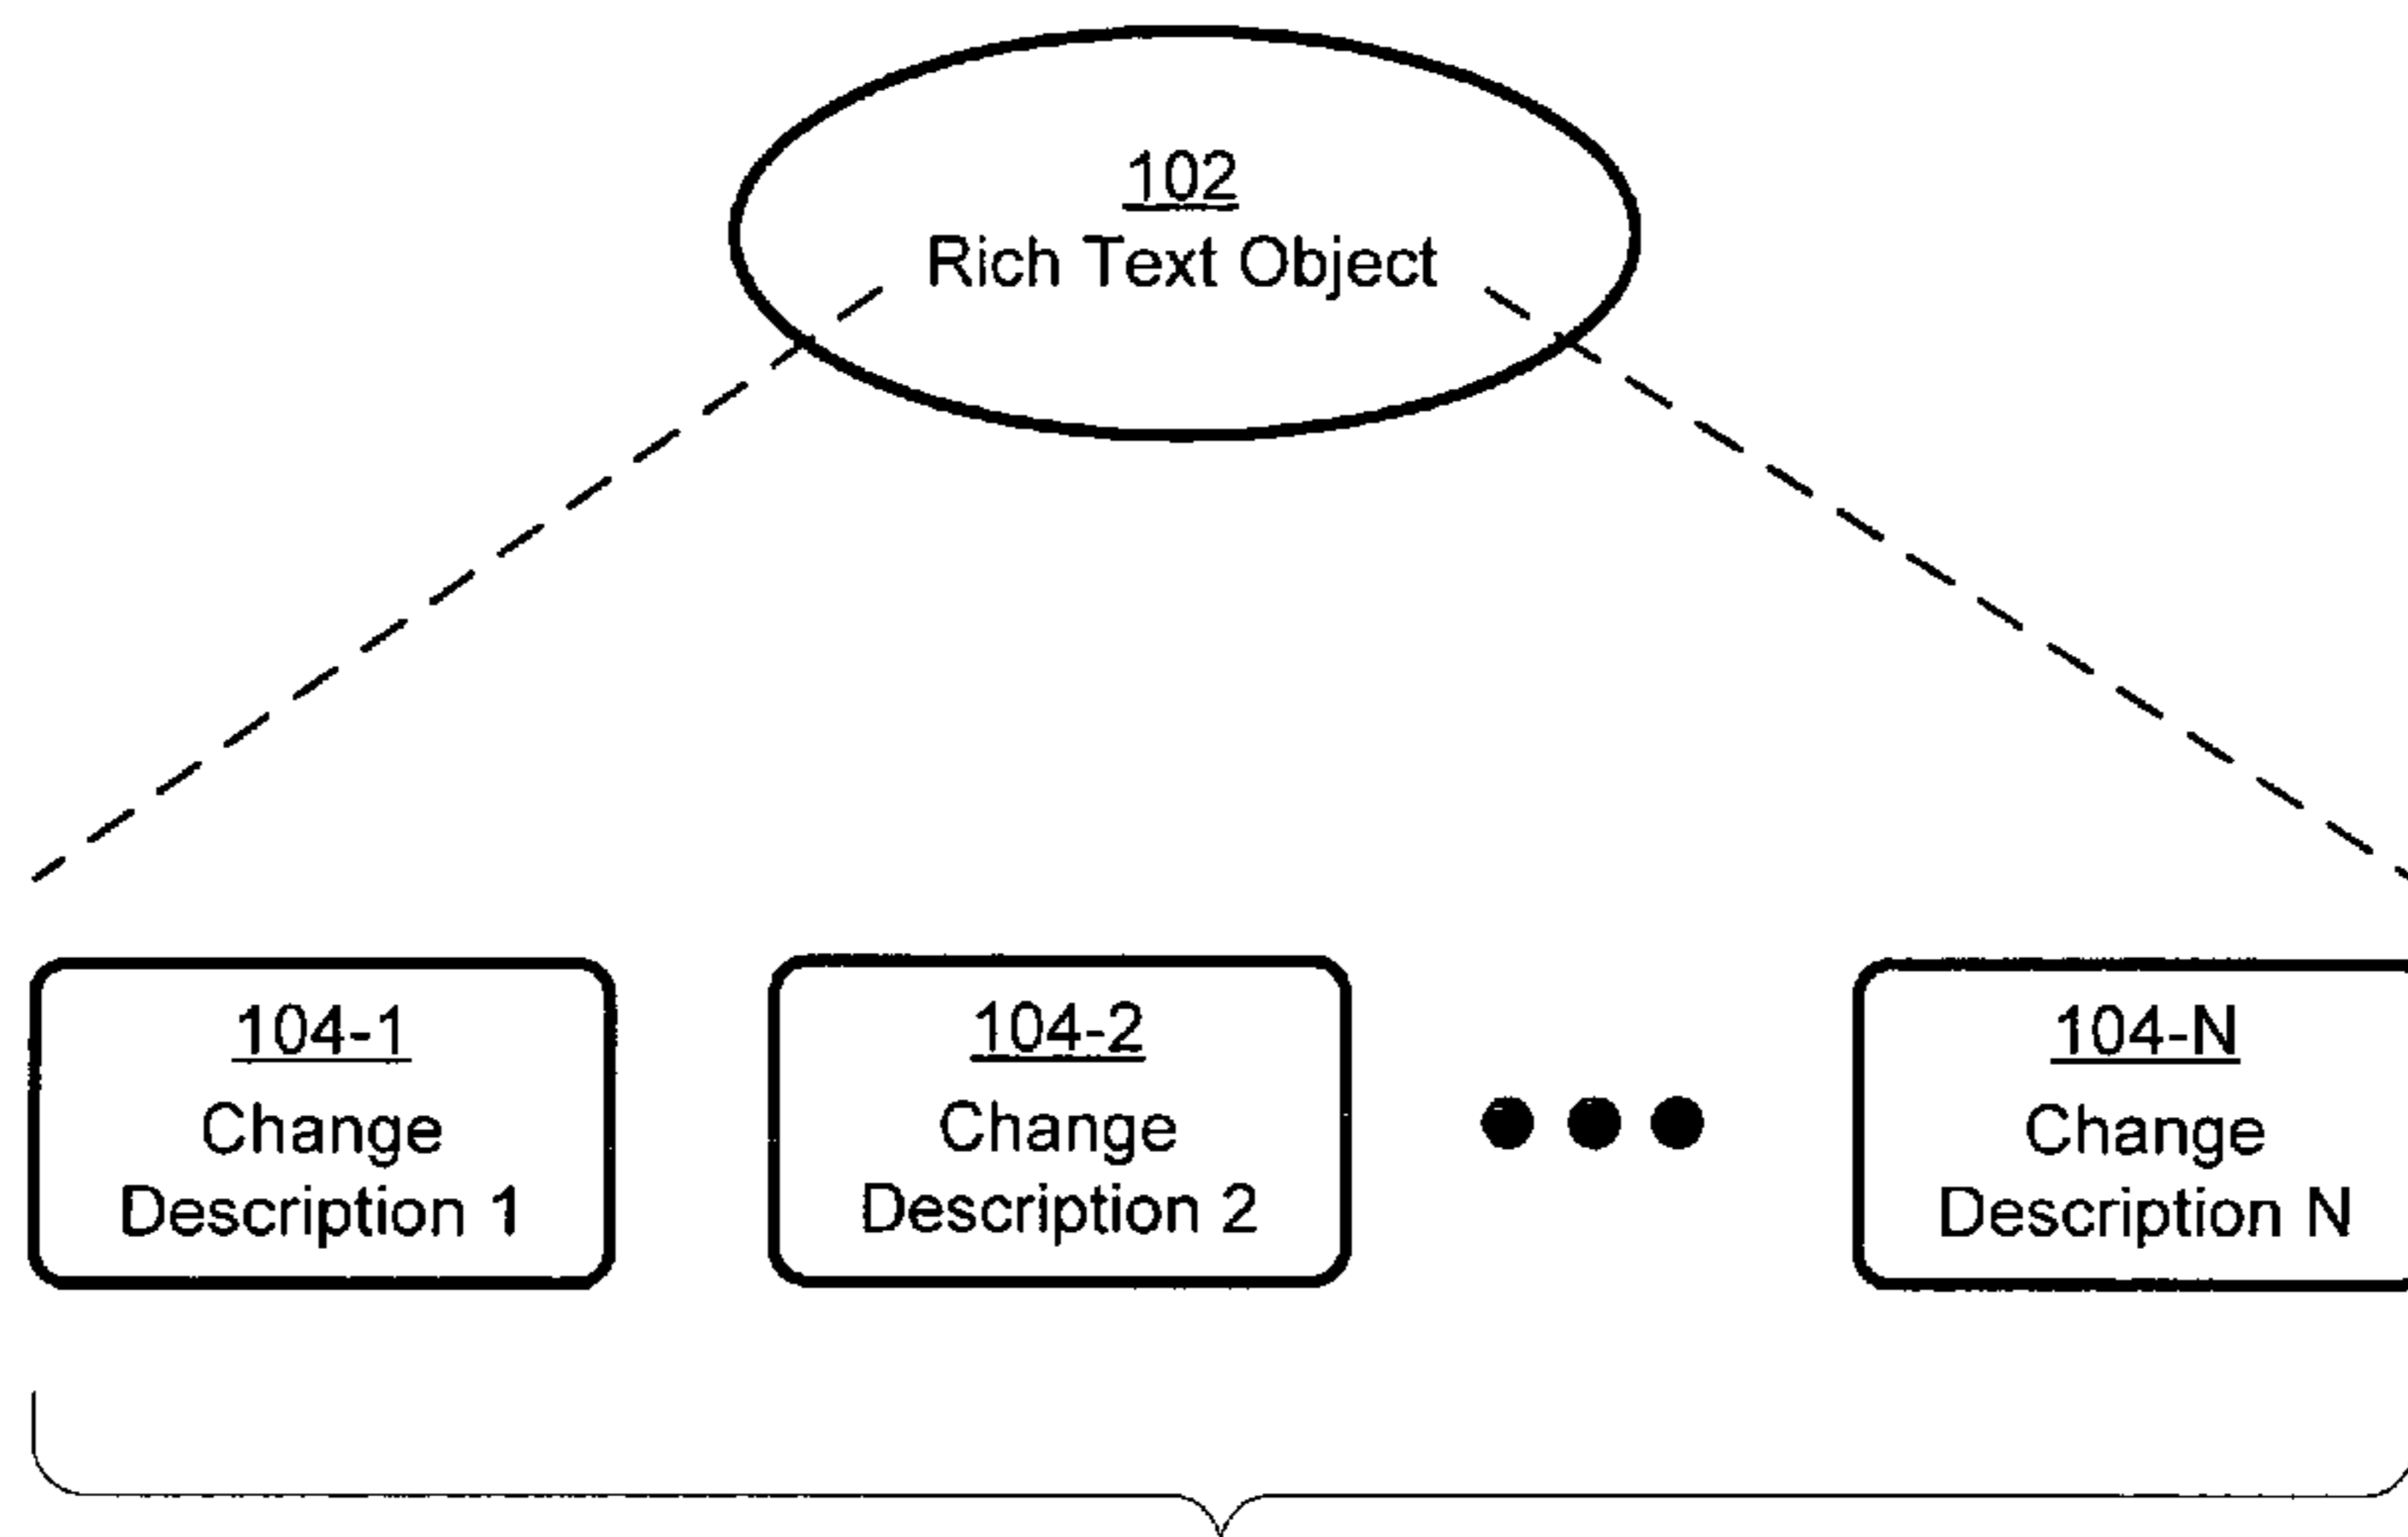 102
Rich Text Object
104-1
Change
Description 1
104-2
Change
Description 2
104-N
Change
Description N